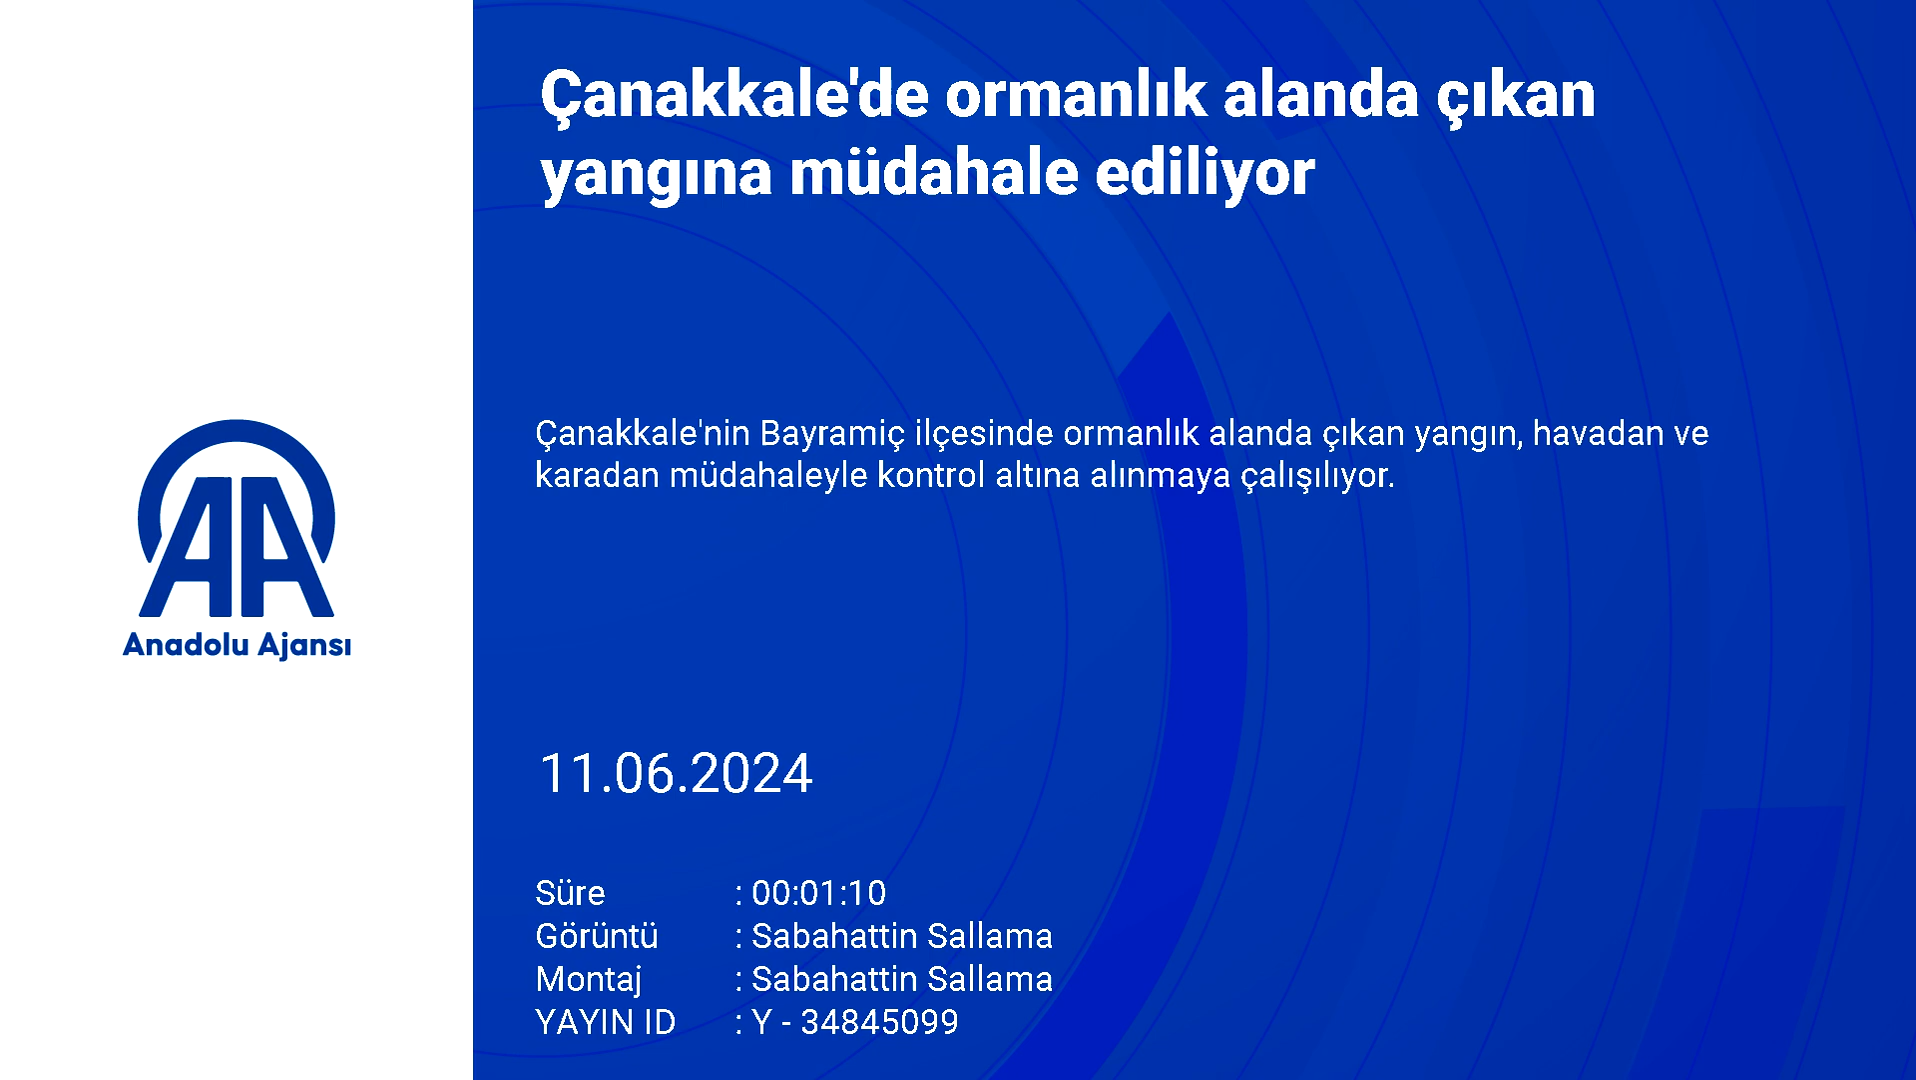 Çanakkale'de ormanlık alanda çıkan
yangına müdahale ediliyor
Çanakkale'nin Bayramiç ilçesinde ormanlık alanda çıkan yangın, havadan ve
karadan müdahaleyle kontrol altına alınmaya çalışılıyor.
AA
Anadolu Ajansı
11.06.2024
Süre : 00:01:10
Görüntü : Sabahattin Sallama
Montaj : Sabahattin Sallama
YAYIN ID : Y - 34845099